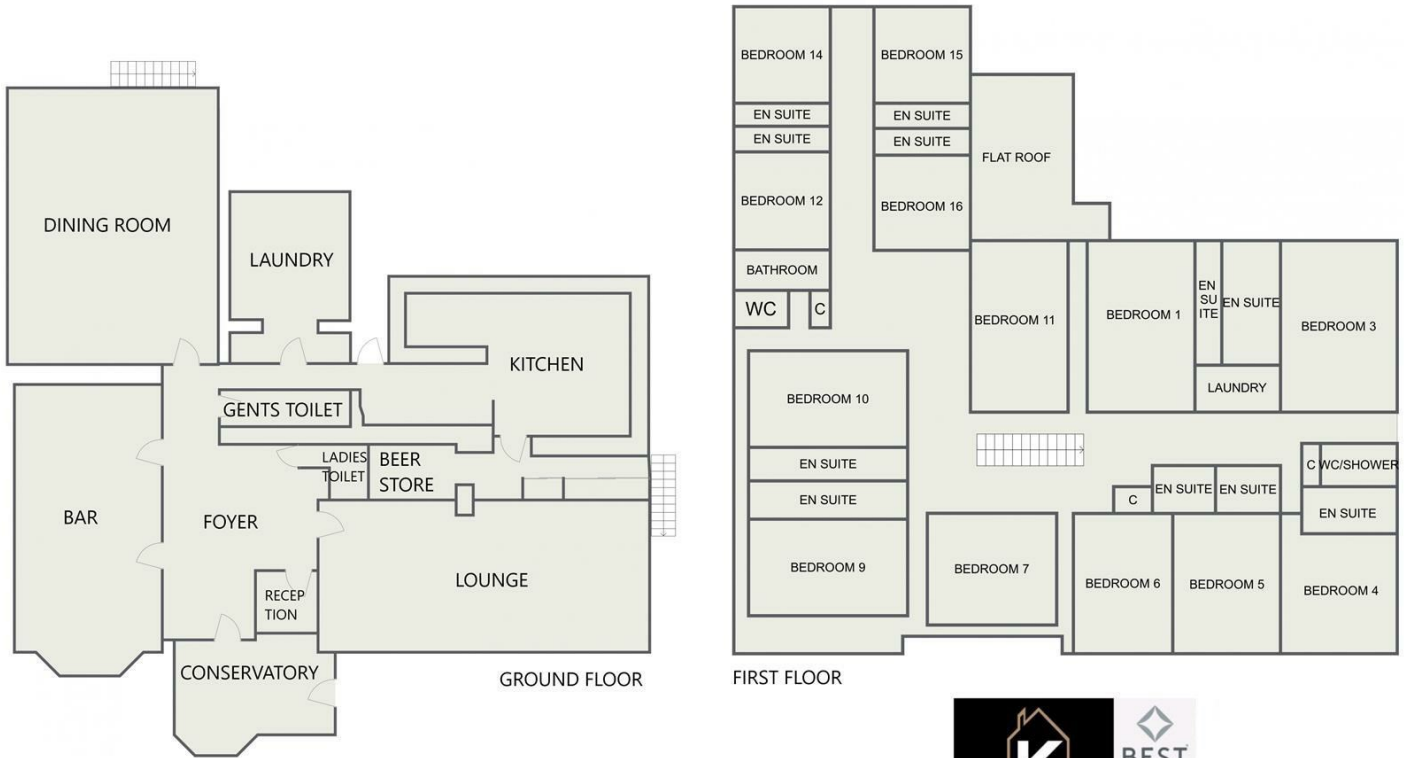 DINING ROOM
LAUNDRY
KITCHEN
GENTS TOILET
LADIES
TOILET
BEER
STORE
BAR
FOYER
LOUNGE
RECEP
TION
CONSERVATORY
GROUND FLOOR
BEDROOM 14
BEDROOM 15
EN SUITE
EN SUITE
EN SUITE
EN SUITE
FLAT ROOF
BEDROOM 12
BEDROOM 16
BATHROOM
WC
C
BEDROOM 11
BEDROOM 1
EN
SU
ITE
EN SUITE
BEDROOM 3
LAUNDRY
BEDROOM 10
EN SUITE
EN SUITE
BEDROOM 9
BEDROOM 7
C
EN SUITE
EN SUITE
C
WC/SHOWER
EN SUITE
BEDROOM 6
BEDROOM 5
BEDROOM 4
FIRST FLOOR
K
BEST